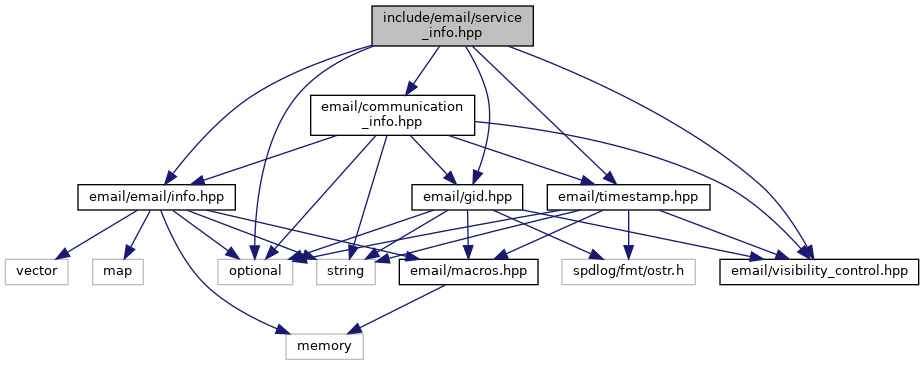 include/email/service
_info.hpp
email/communication
_info.hpp
email/email/info.hpp
email/gid.hpp
email/timestamp.hpp
vector
map
optional
string
email/macros.hpp
spdlog/fmt/ostr.h
email/visibility_control.hpp
memory